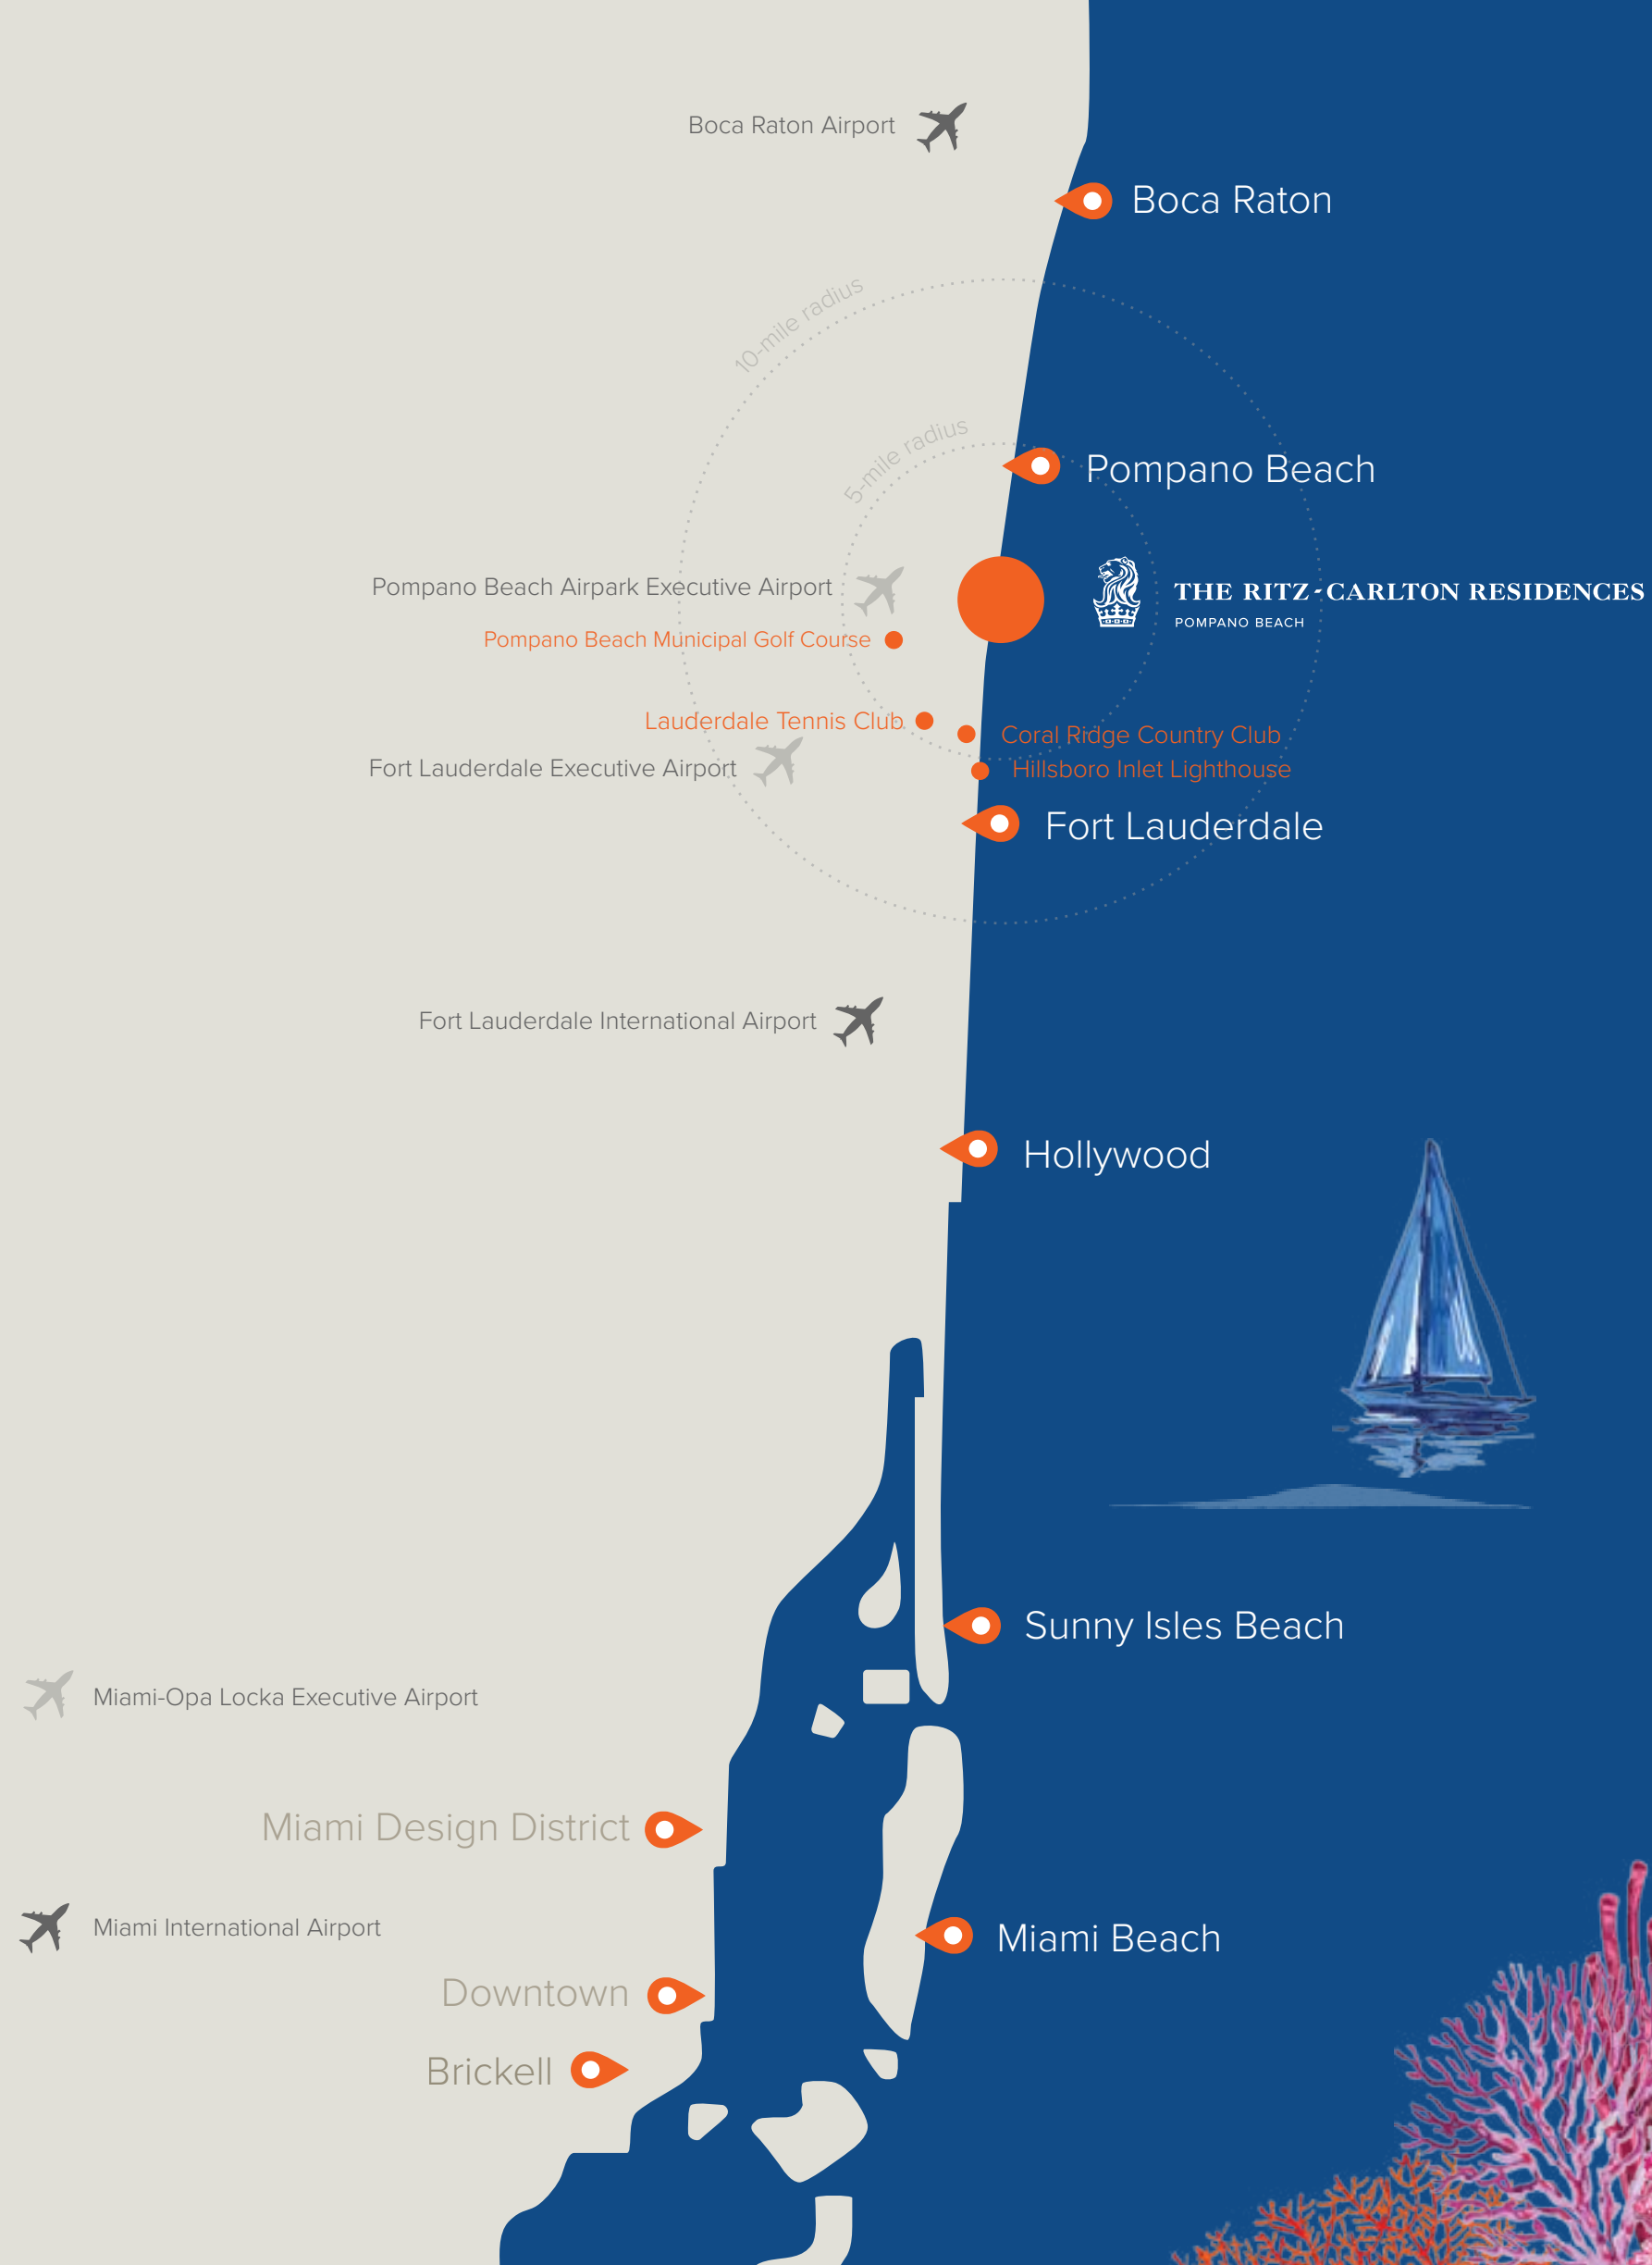 Boca Raton Airport
Boca Raton
10-mile radius
5-mile radius
Pompano Beach
Pompano Beach Airpark Executive Airport
THE RITZ-CARLTON RESIDENCES
POMPANO BEACH
Pompano Beach Municipal Golf Course
Lauderdale Tennis Club
Coral Ridge Country Club
Fort Lauderdale Executive Airport
Hillsboro Inlet Lighthouse
Fort Lauderdale
Fort Lauderdale International Airport
Hollywood
Sunny Isles Beach
Miami-Opa Locka Executive Airport
Miami Design District
Miami International Airport
Miami Beach
Downtown
Brickell